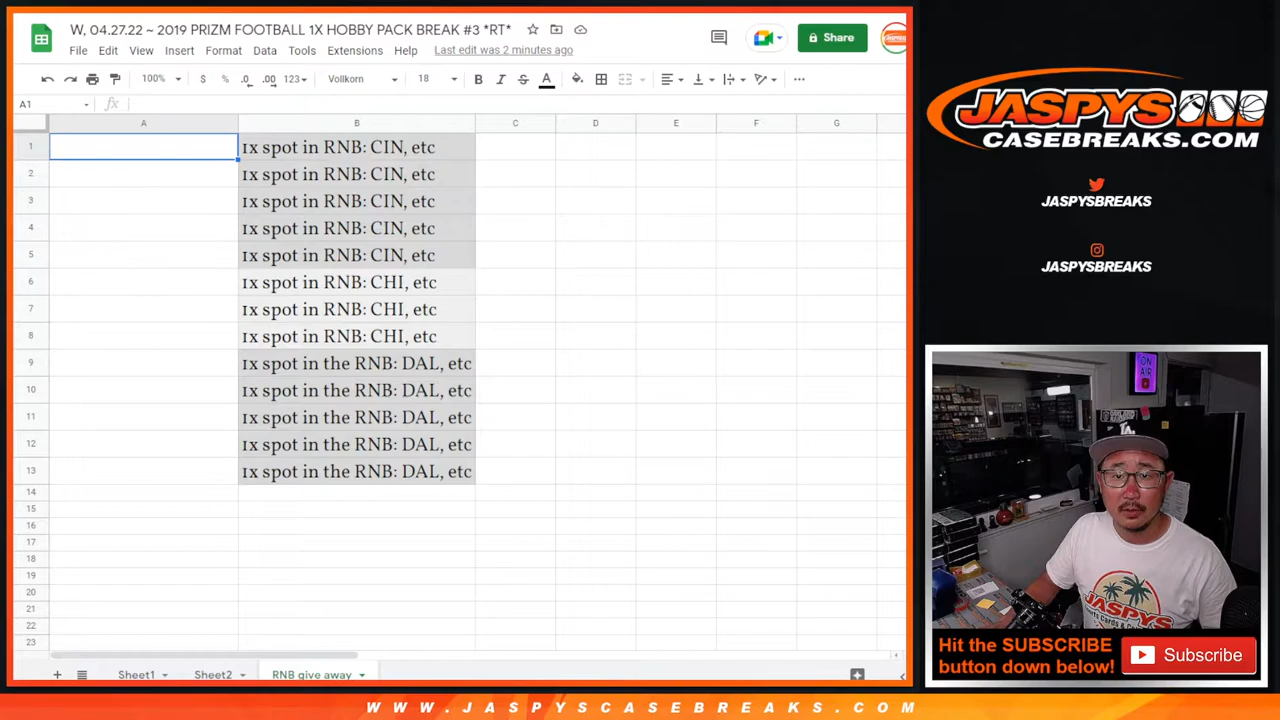 W, 04.27.22 ~ 2019 PRIZM FOOTBALL 1X HOBBY PACK BREAK #3 *RT*
File Edit View Insert Format Data Tools Extensions Help Last edit was 2 minutes ago
Share
100% $ % .0 .00 123 Vollkorn 18 B I S A
A1 fx
A B C D E F G
1 1x spot in RNB: CIN, etc
2 1x spot in RNB: CIN, etc
3 1x spot in RNB: CIN, etc
4 1x spot in RNB: CIN, etc
5 1x spot in RNB: CIN, etc
6 1x spot in RNB: CHI, etc
7 1x spot in RNB: CHI, etc
8 1x spot in RNB: CHI, etc
9 1x spot in the RNB: DAL, etc
10 1x spot in the RNB: DAL, etc
11 1x spot in the RNB: DAL, etc
12 1x spot in the RNB: DAL, etc
13 1x spot in the RNB: DAL, etc
14
15
16
17
18
19
20
21
22
23
Sheet1 Sheet2 RNB give away
JASPYS
CASEBREAKS.COM
JASPYSBREAKS
JASPYSBREAKS
ON
AIR
JASPYS
Hit the SUBSCRIBE
button down below!
Subscribe
WWW.JASPYSCASEBREAKS.COM